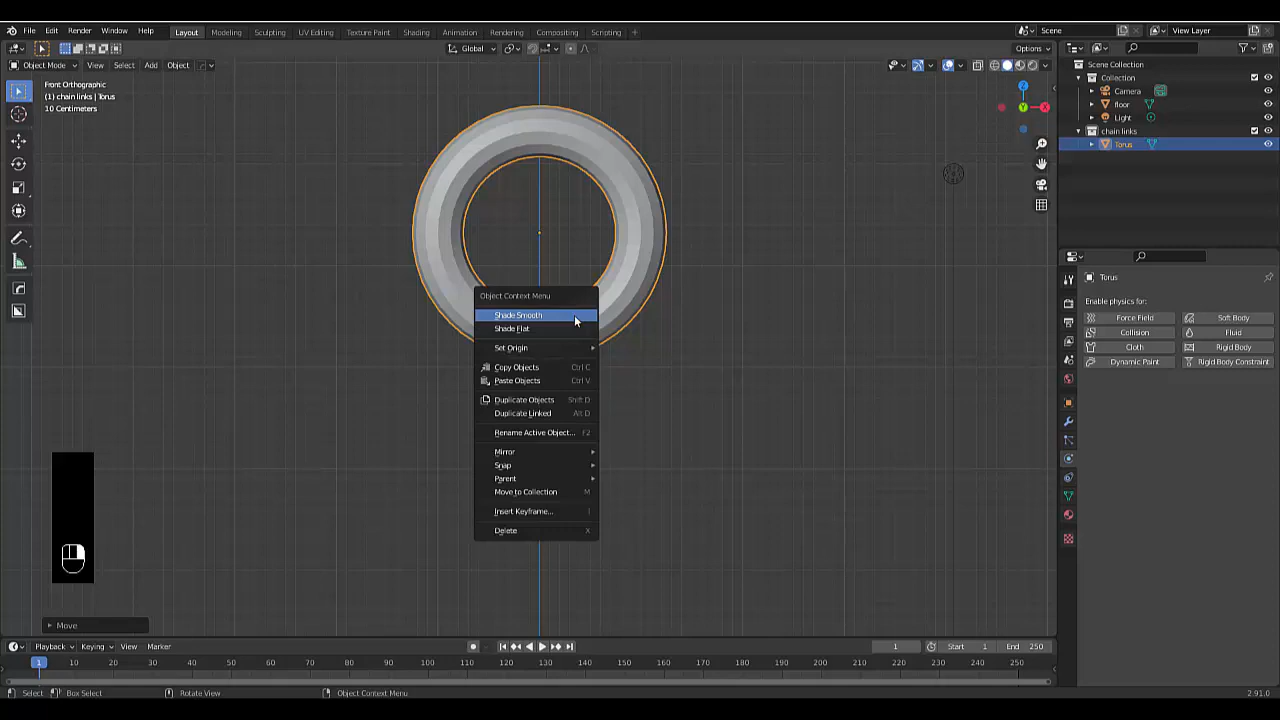 File Edit Render Window Help Layout Modeling Sculpting UV Editing Texture Paint Shading Animation Rendering Compositing Scripting Scene View Layer
Global Options
Object Mode View Select Add Object
Front Orthographic
(1) chain links | Torus
10 Centimeters
Scene Collection
Collection
Camera
floor
Light
chain links
Torus
Torus
Enable physics for:
Force Field Soft Body
Collision Fluid
Cloth Rigid Body
Dynamic Paint Rigid Body Constraint
Object Context Menu
Shade Smooth
Shade Flat
Set Origin
Copy Objects Ctrl C
Paste Objects Ctrl V
Duplicate Objects Shift D
Duplicate Linked Alt D
Rename Active Object... F2
Mirror
Snap
Parent
Move to Collection M
Insert Keyframe... I
Delete X
Move
Playback Keying View Marker 1 Start 1 End 250
1 10 20 30 40 50 60 70 80 90 100 110 120 130 140 150 160 170 180 190 200 210 220 230 240 250
Select Box Select Rotate View Object Context Menu 2.91.0